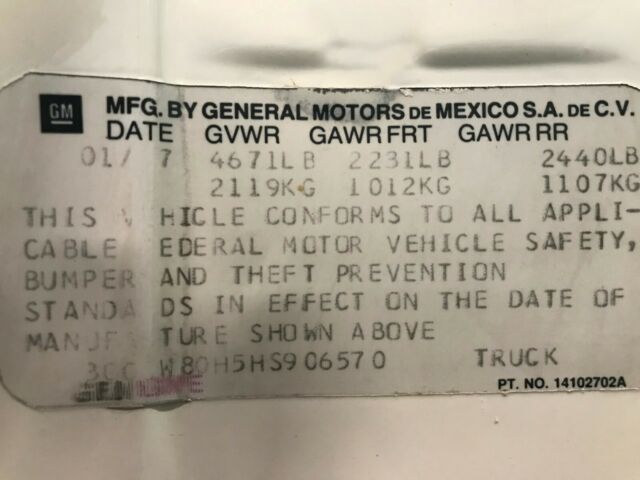 GM
MFG. BY GENERAL MOTORS DE MEXICO S.A. DE C.V.
DATE GVWR GAWR FRT GAWR RR
01/ 7 4671LB 2231LB 2440LB
2119KG 1012KG 1107KG
THIS V HICLE CONFORMS TO ALL APPLI-
CABLE EDERAL MOTOR VEHICLE SAFETY,
BUMPER AND THEFT PREVENTION
STANDA DS IN EFFECT ON THE DATE OF
MANUF TURE SHOWN ABOVE
3CC W80H5HS906570 TRUCK
PT. NO. 14102702A